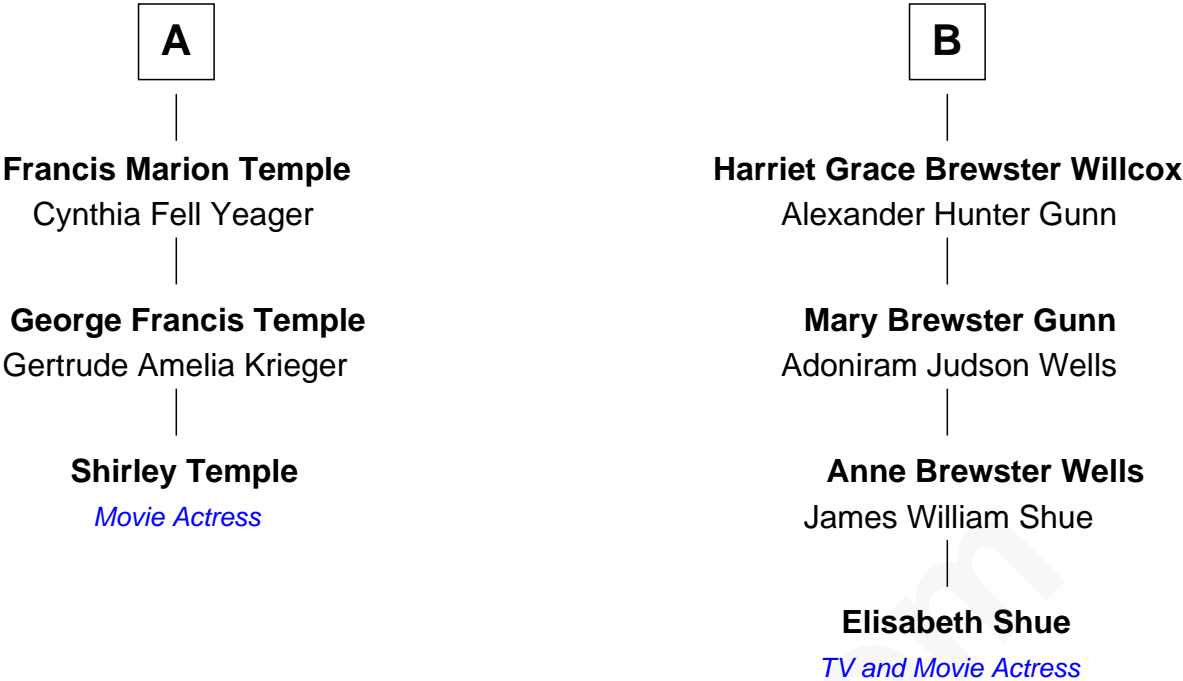 A
Francis Marion Temple
Cynthia Fell Yeager
George Francis Temple
Gertrude Amelia Krieger
Shirley Temple
Movie Actress
B
Harriet Grace Brewster Willcox
Alexander Hunter Gunn
Mary Brewster Gunn
Adoniram Judson Wells
Anne Brewster Wells
James William Shue
Elisabeth Shue
TV and Movie Actress